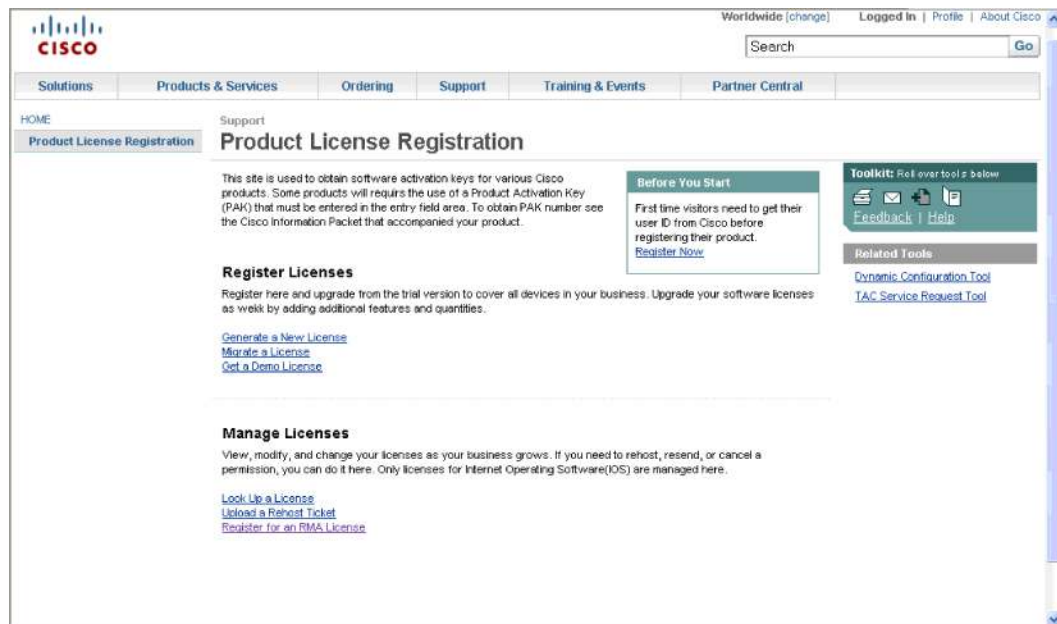 Worldwide [change] Logged In | Profile | About Cisco
CISCO
Search Go
Solutions Products & Services Ordering Support Training & Events Partner Central
HOME
Product License Registration
Support
Product License Registration
This site is used to obtain software activation keys for various Cisco
products. Some products will requirs the use of a Product Activation Key
(PAK) that must be entered in the entry field area. To obtain PAK number see
the Cisco Information Packet that accompanied your product.
Before You Start
First time visitors need to get their
user ID from Cisco before
registering their product.
Register Now
Toolkit: Roll over tools below
Feedback | Help
Related Tools
Dynamic Configuration Tool
TAC Service Request Tool
Register Licenses
Register here and upgrade from the trial version to cover all devices in your business. Upgrade your software licenses
as wekk by adding additional features and quantities.
Generate a New License
Migrate a License
Get a Demo License
Manage Licenses
View, modify, and change your licenses as your business grows. If you need to rehost, resend, or cancel a
permission, you can do it here. Only licenses for Internet Operating Software(IOS) are managed here.
Look Up a License
Upload a Rehost Ticket
Register for an RMA License